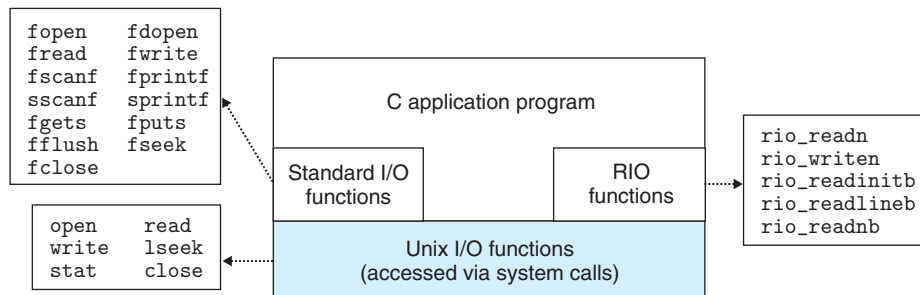 fopen fdopen
fread fwrite
fscanf fprintf
sscanf sprintf
fgets fputs
fflush fseek
fclose
C application program
Standard I/O
functions
RIO
functions
rio_readn
rio_writen
rio_readinitb
rio_readlineb
rio_readnb
open read
write lseek
stat close
Unix I/O functions
(accessed via system calls)